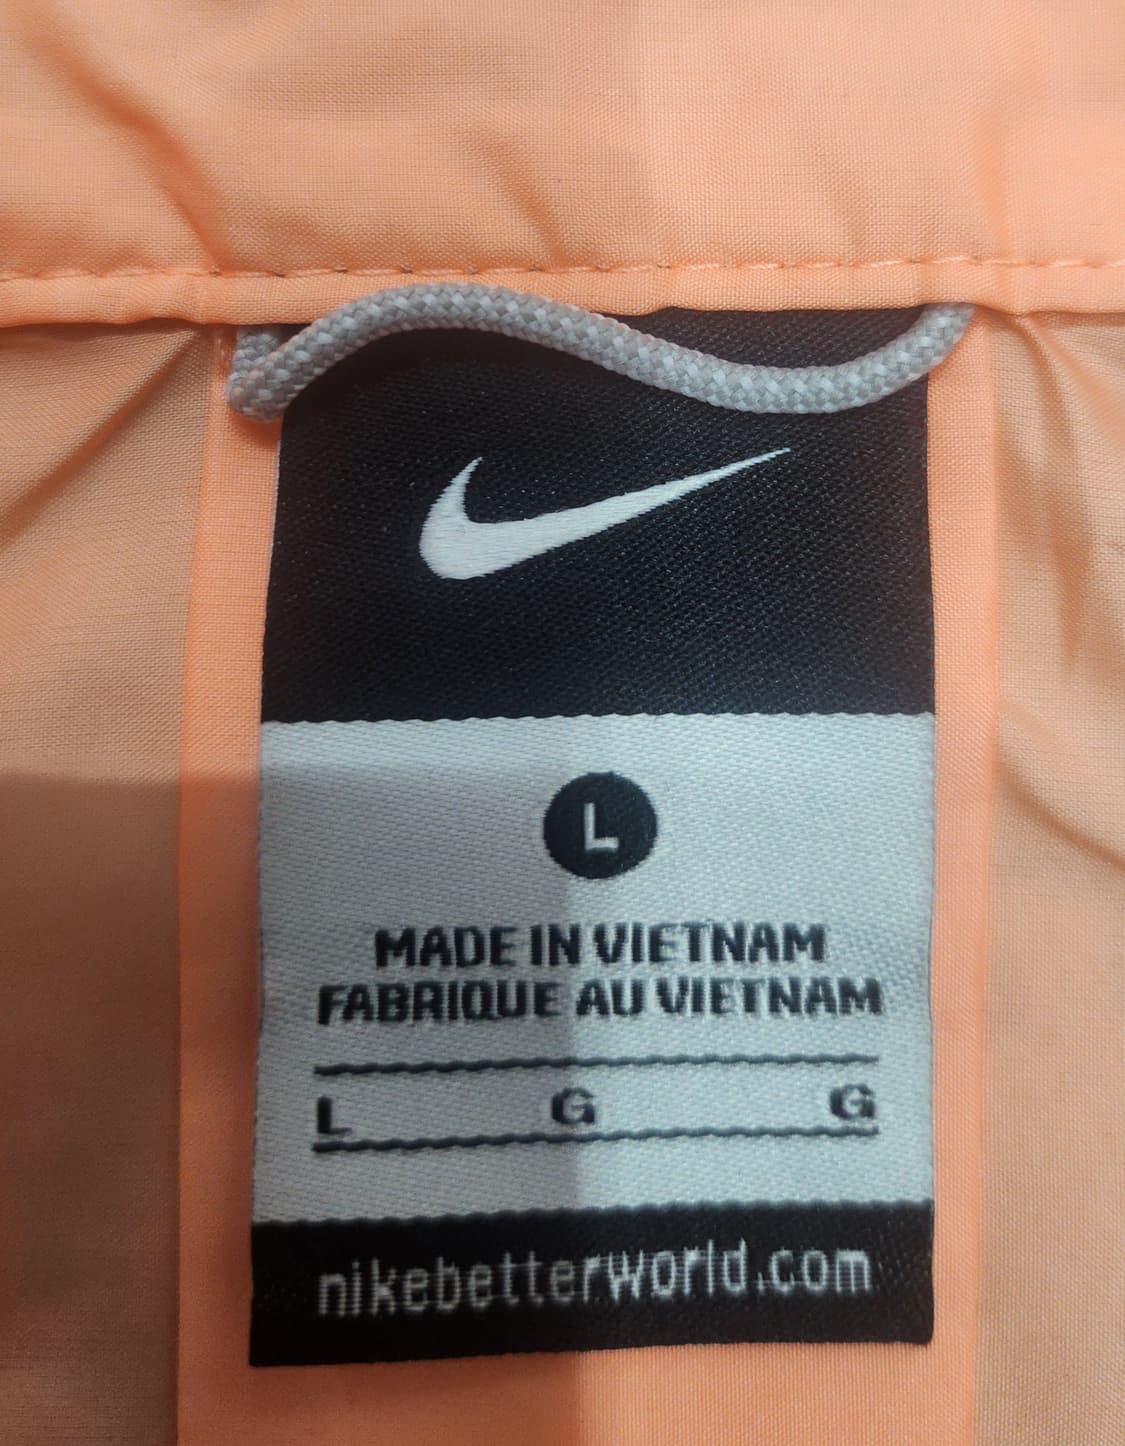 L
MADE IN VIETNAM
FABRIQUE AU VIETNAM
L G G
nikebetterworld.com